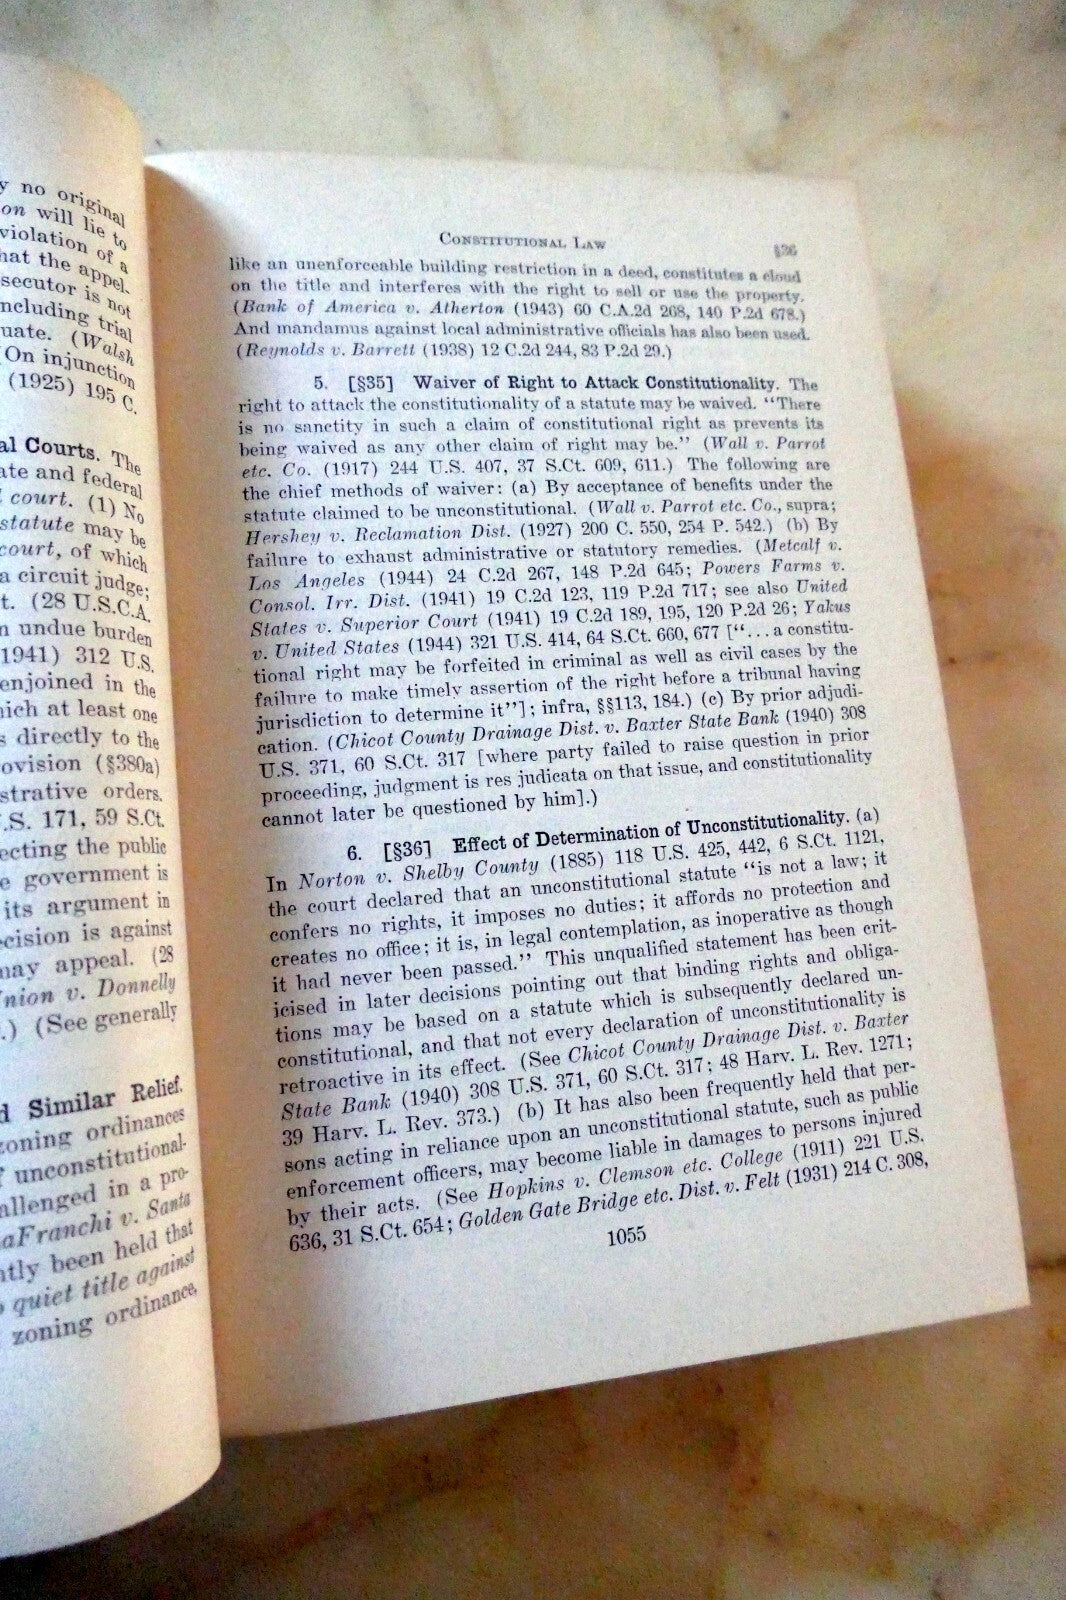 y no original
on will lie to
violation of a
hat the appel-
secutor is not
ncluding trial
uate. (Walsh
On injunction
(1925) 195 C.
al Courts. The
ate and federal
court. (1) No
statute may be
court, of which
a circuit judge;
t. (28 U.S.C.A.
n undue burden
1941) 312 U.S.
enjoined in the
hich at least one
s directly to the
ovision (§380a)
strative orders.
.S. 171, 59 S.Ct.
ecting the public
e government is
its argument in
ecision is against
may appeal. (28
nion v. Donnelly
.) (See generally
d Similar Relief.
zoning ordinances
f unconstitutional-
allenged in a pro-
aFranchi v. Santa
ntly been held that
o quiet title against
zoning ordinance,
Constitutional Law §36
like an unenforceable building restriction in a deed, constitutes a cloud
on the title and interferes with the right to sell or use the property.
(Bank of America v. Atherton (1943) 60 C.A.2d 268, 140 P.2d 678.)
And mandamus against local administrative officials has also been used.
(Reynolds v. Barrett (1938) 12 C.2d 244, 83 P.2d 29.)
5. [§35] Waiver of Right to Attack Constitutionality. The
right to attack the constitutionality of a statute may be waived. "There
is no sanctity in such a claim of constitutional right as prevents its
being waived as any other claim of right may be." (Wall v. Parrot
etc. Co. (1917) 244 U.S. 407, 37 S.Ct. 609, 611.) The following are
the chief methods of waiver: (a) By acceptance of benefits under the
statute claimed to be unconstitutional. (Wall v. Parrot etc. Co., supra;
Hershey v. Reclamation Dist. (1927) 200 C. 550, 254 P. 542.) (b) By
failure to exhaust administrative or statutory remedies. (Metcalf v.
Los Angeles (1944) 24 C.2d 267, 148 P.2d 645; Powers Farms v.
Consol. Irr. Dist. (1941) 19 C.2d 123, 119 P.2d 717; see also United
States v. Superior Court (1941) 19 C.2d 189, 195, 120 P.2d 26; Yakus
v. United States (1944) 321 U.S. 414, 64 S.Ct. 660, 677 ["...a constitu-
tional right may be forfeited in criminal as well as civil cases by the
failure to make timely assertion of the right before a tribunal having
jurisdiction to determine it"]; infra, §§113, 184.) (c) By prior adjudi-
cation. (Chicot County Drainage Dist. v. Baxter State Bank (1940) 308
U.S. 371, 60 S.Ct. 317 [where party failed to raise question in prior
proceeding, judgment is res judicata on that issue, and constitutionality
cannot later be questioned by him].)
6. [§36] Effect of Determination of Unconstitutionality. (a)
In Norton v. Shelby County (1885) 118 U.S. 425, 442, 6 S.Ct. 1121,
the court declared that an unconstitutional statute "is not a law; it
confers no rights, it imposes no duties; it affords no protection and
creates no office; it is, in legal contemplation, as inoperative as though
it had never been passed." This unqualified statement has been crit-
icised in later decisions pointing out that binding rights and obliga-
tions may be based on a statute which is subsequently declared un-
constitutional, and that not every declaration of unconstitutionality is
retroactive in its effect. (See Chicot County Drainage Dist. v. Baxter
State Bank (1940) 308 U.S. 371, 60 S.Ct. 317; 48 Harv. L. Rev. 1271;
39 Harv. L. Rev. 373.) (b) It has also been frequently held that per-
sons acting in reliance upon an unconstitutional statute, such as public
enforcement officers, may become liable in damages to persons injured
by their acts. (See Hopkins v. Clemson etc. College (1911) 221 U.S.
636, 31 S.Ct. 654; Golden Gate Bridge etc. Dist. v. Felt (1931) 214 C. 308,
1055